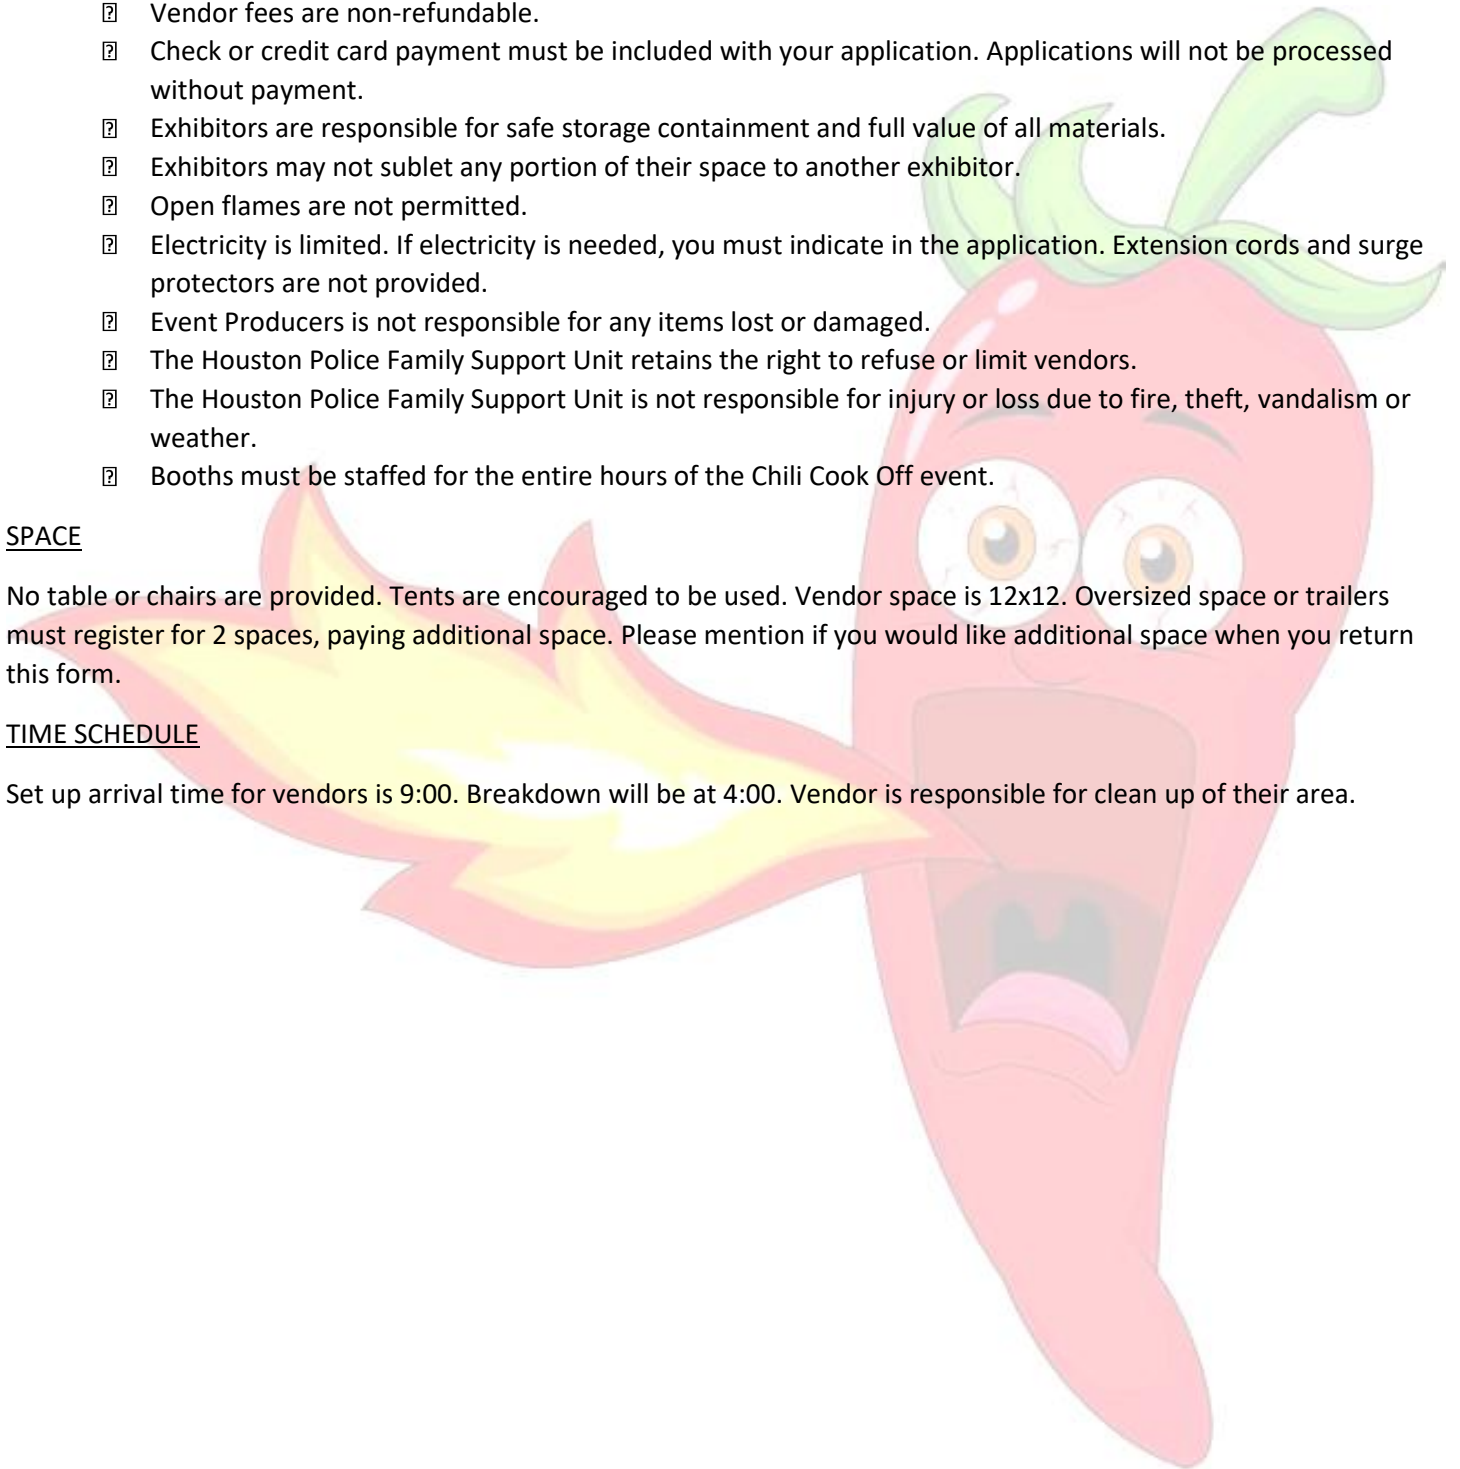 Vendor fees are non-refundable.
Check or credit card payment must be included with your application. Applications will not be processed
without payment.
Exhibitors are responsible for safe storage containment and full value of all materials.
Exhibitors may not sublet any portion of their space to another exhibitor.
Open flames are not permitted.
Electricity is limited. If electricity is needed, you must indicate in the application. Extension cords and surge
protectors are not provided.
Event Producers is not responsible for any items lost or damaged.
The Houston Police Family Support Unit retains the right to refuse or limit vendors.
The Houston Police Family Support Unit is not responsible for injury or loss due to fire, theft, vandalism or
weather.
Booths must be staffed for the entire hours of the Chili Cook Off event.
SPACE
No table or chairs are provided. Tents are encouraged to be used. Vendor space is 12x12. Oversized space or trailers
must register for 2 spaces, paying additional space. Please mention if you would like additional space when you return
this form.
TIME SCHEDULE
Set up arrival time for vendors is 9:00. Breakdown will be at 4:00. Vendor is responsible for clean up of their area.